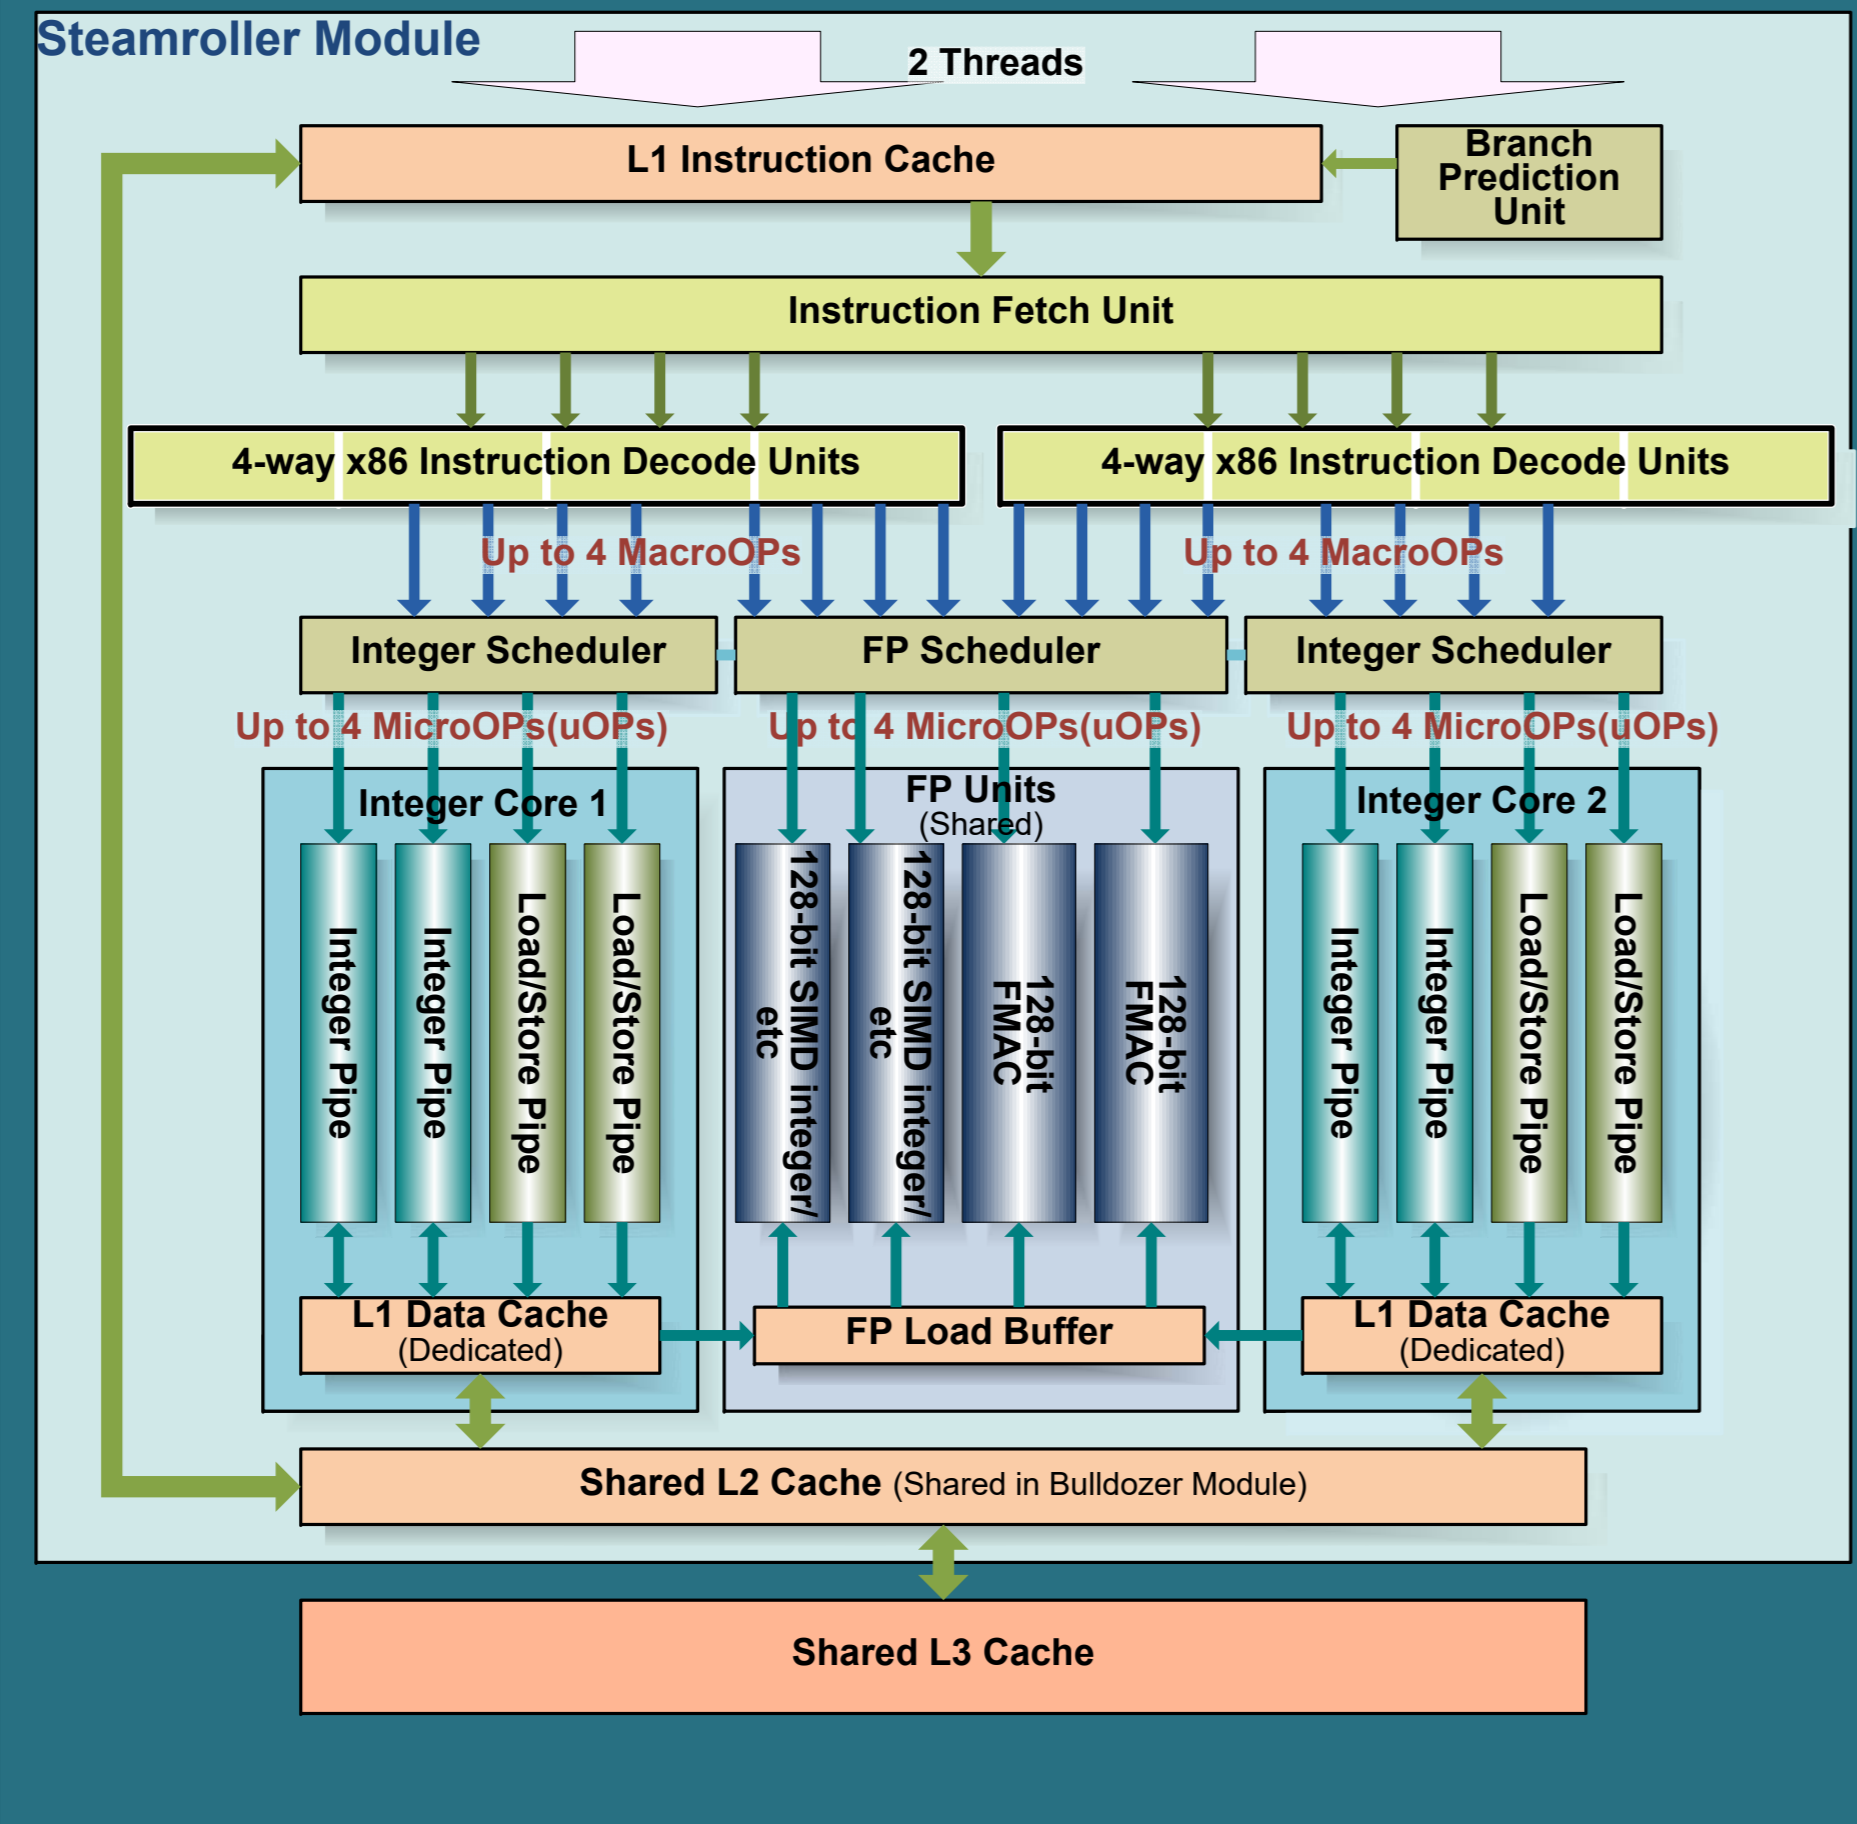 Steamroller Module
2 Threads
L1 Instruction Cache
Branch
Prediction
Unit
Instruction Fetch Unit
4-way x86 Instruction Decode Units
4-way x86 Instruction Decode Units
Up to 4 MacroOPs
Up to 4 MacroOPs
Integer Scheduler
FP Scheduler
Integer Scheduler
Up to 4 MicroOPs(uOPs)
Up to 4 MicroOPs(uOPs)
Up to 4 MicroOPs(uOPs)
Integer Core 1
FP Units
(Shared)
Integer Core 2
Integer Pipe
Integer Pipe
Load/Store Pipe
Load/Store Pipe
128-bit SIMD integer/
etc
128-bit SIMD integer/
etc
128-bit
FMAC
128-bit
FMAC
Integer Pipe
Integer Pipe
Load/Store Pipe
Load/Store Pipe
L1 Data Cache
(Dedicated)
FP Load Buffer
L1 Data Cache
(Dedicated)
Shared L2 Cache (Shared in Bulldozer Module)
Shared L3 Cache